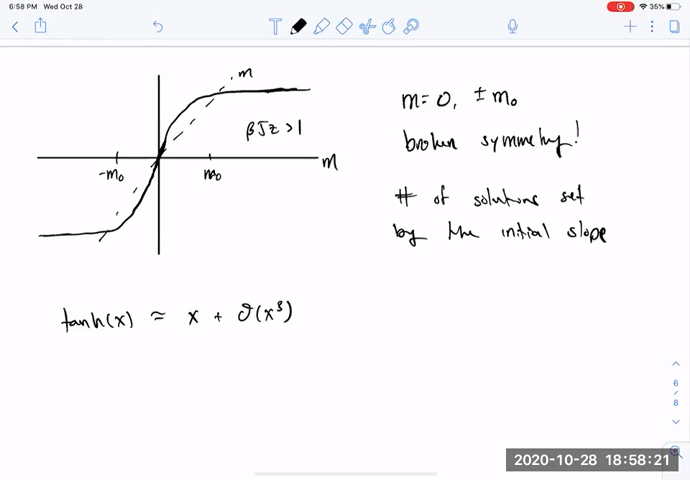 6:58 PM Wed Oct 28
35%
m
βJz > 1
-m₀
m₀
m
m = 0, ± m₀
broken symmetry!
# of solutions set
by the initial slope
tanh(x) ≈ x + O(x³)
6
8
2020-10-28 18:58:21